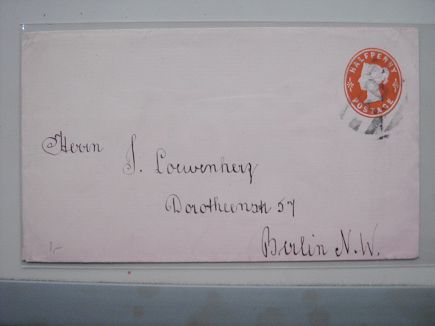 HALFPENNY
POSTAGE
Herrn J. Loewenherz
Dorotheenstr 57
Berlin N.W.